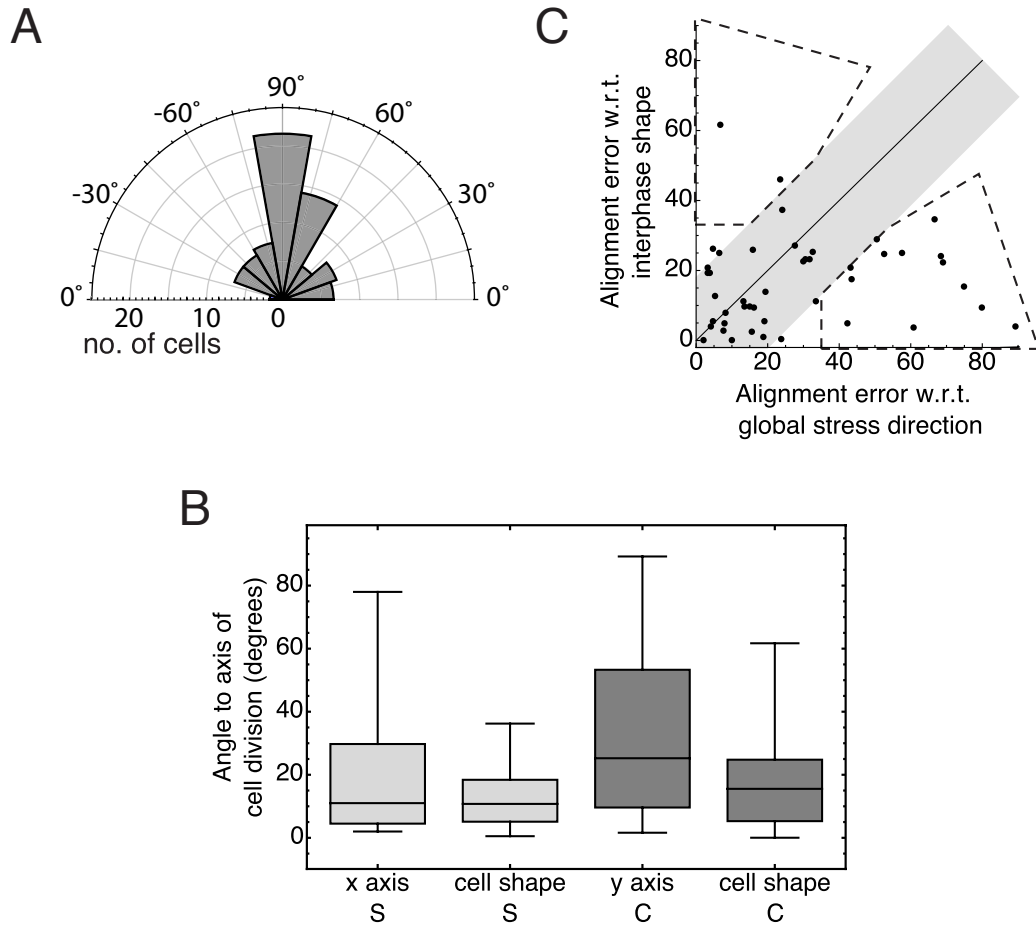 A
90°
-60° 60°
-30° 30°
0° 0°
20 10 0
no. of cells
C
Alignment error w.r.t.
interphase shape
80
60
40
20
0
0 20 40 60 80
Alignment error w.r.t.
global stress direction
B
Angle to axis of
cell division (degrees)
80
60
40
20
0
x axis cell shape y axis cell shape
S S C C